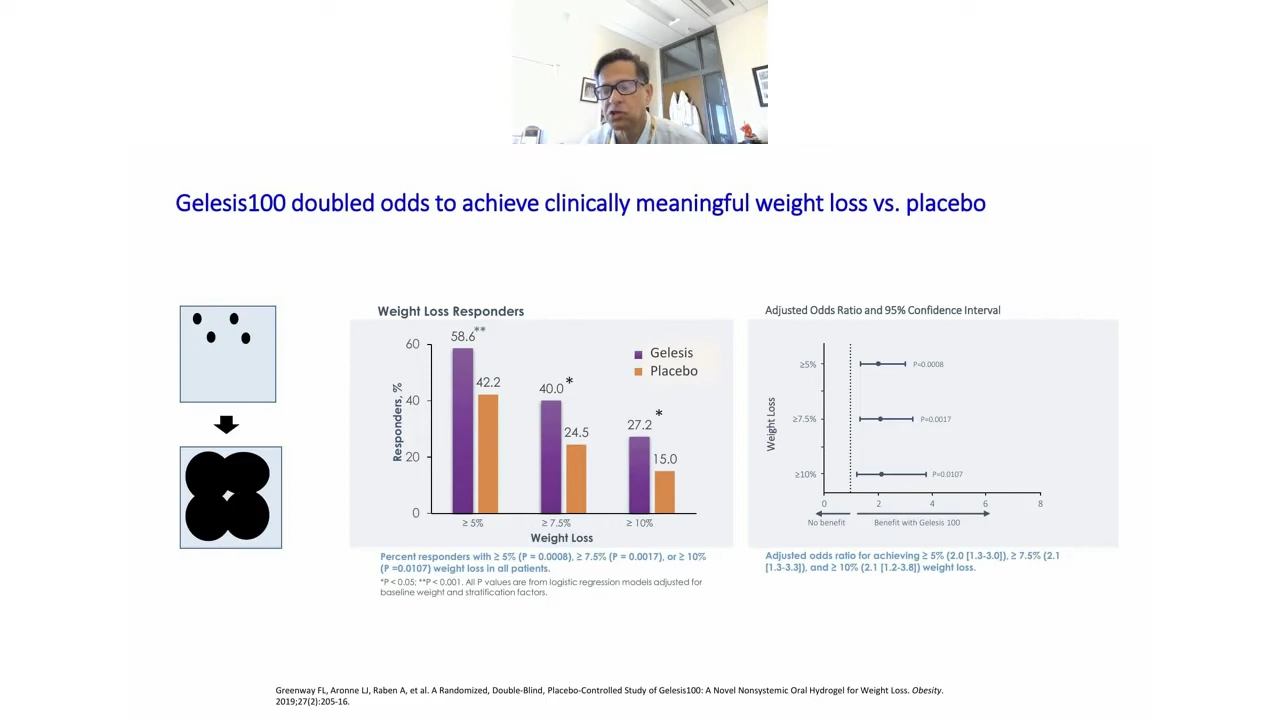 Gelesis100 doubled odds to achieve clinically meaningful weight loss vs. placebo
Weight Loss Responders
58.6**
60
42.2
40.0*
40
24.5
27.2*
20
15.0
0
Responders, %
Gelesis
Placebo
≥ 5%
≥ 7.5%
≥ 10%
Weight Loss
Percent responders with ≥ 5% (P = 0.0008), ≥ 7.5% (P = 0.0017), or ≥ 10%
(P =0.0107) weight loss in all patients.
*P < 0.05; **P < 0.001. All P values are from logistic regression models adjusted for
baseline weight and stratification factors.
Adjusted Odds Ratio and 95% Confidence Interval
Weight Loss
≥5%
P=0.0008
≥7.5%
P=0.0017
≥10%
P=0.0107
0 2 4 6 8
No benefit
Benefit with Gelesis 100
Adjusted odds ratio for achieving ≥ 5% (2.0 [1.3-3.0]), ≥ 7.5% (2.1
[1.3-3.3]), and ≥ 10% (2.1 [1.2-3.8]) weight loss.
Greenway FL, Aronne LJ, Raben A, et al. A Randomized, Double-Blind, Placebo-Controlled Study of Gelesis100: A Novel Nonsystemic Oral Hydrogel for Weight Loss. Obesity.
2019;27(2):205-16.